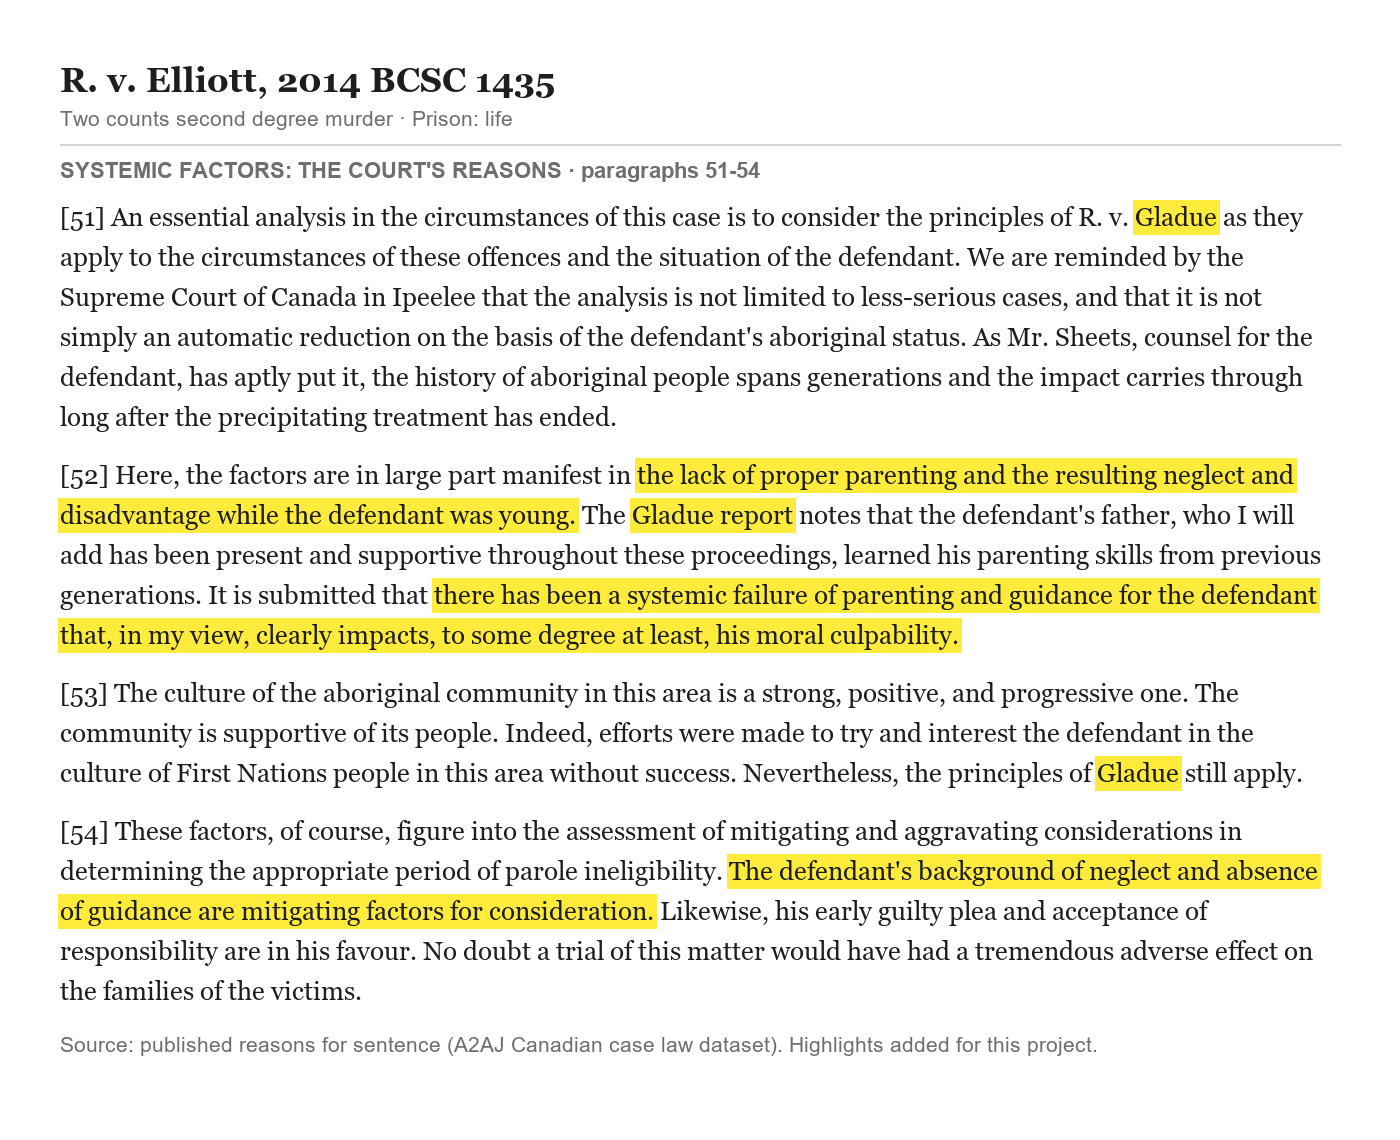 R. v. Elliott, 2014 BCSC 1435
Two counts second degree murder · Prison: life
SYSTEMIC FACTORS: THE COURT'S REASONS · paragraphs 51-54
[51] An essential analysis in the circumstances of this case is to consider the principles of R. v. Gladue as they
apply to the circumstances of these offences and the situation of the defendant. We are reminded by the
Supreme Court of Canada in Ipeelee that the analysis is not limited to less-serious cases, and that it is not
simply an automatic reduction on the basis of the defendant's aboriginal status. As Mr. Sheets, counsel for the
defendant, has aptly put it, the history of aboriginal people spans generations and the impact carries through
long after the precipitating treatment has ended.
[52] Here, the factors are in large part manifest in the lack of proper parenting and the resulting neglect and
disadvantage while the defendant was young. The Gladue report notes that the defendant's father, who I will
add has been present and supportive throughout these proceedings, learned his parenting skills from previous
generations. It is submitted that there has been a systemic failure of parenting and guidance for the defendant
that, in my view, clearly impacts, to some degree at least, his moral culpability.
[53] The culture of the aboriginal community in this area is a strong, positive, and progressive one. The
community is supportive of its people. Indeed, efforts were made to try and interest the defendant in the
culture of First Nations people in this area without success. Nevertheless, the principles of Gladue still apply.
[54] These factors, of course, figure into the assessment of mitigating and aggravating considerations in
determining the appropriate period of parole ineligibility. The defendant's background of neglect and absence
of guidance are mitigating factors for consideration. Likewise, his early guilty plea and acceptance of
responsibility are in his favour. No doubt a trial of this matter would have had a tremendous adverse effect on
the families of the victims.
Source: published reasons for sentence (A2AJ Canadian case law dataset). Highlights added for this project.